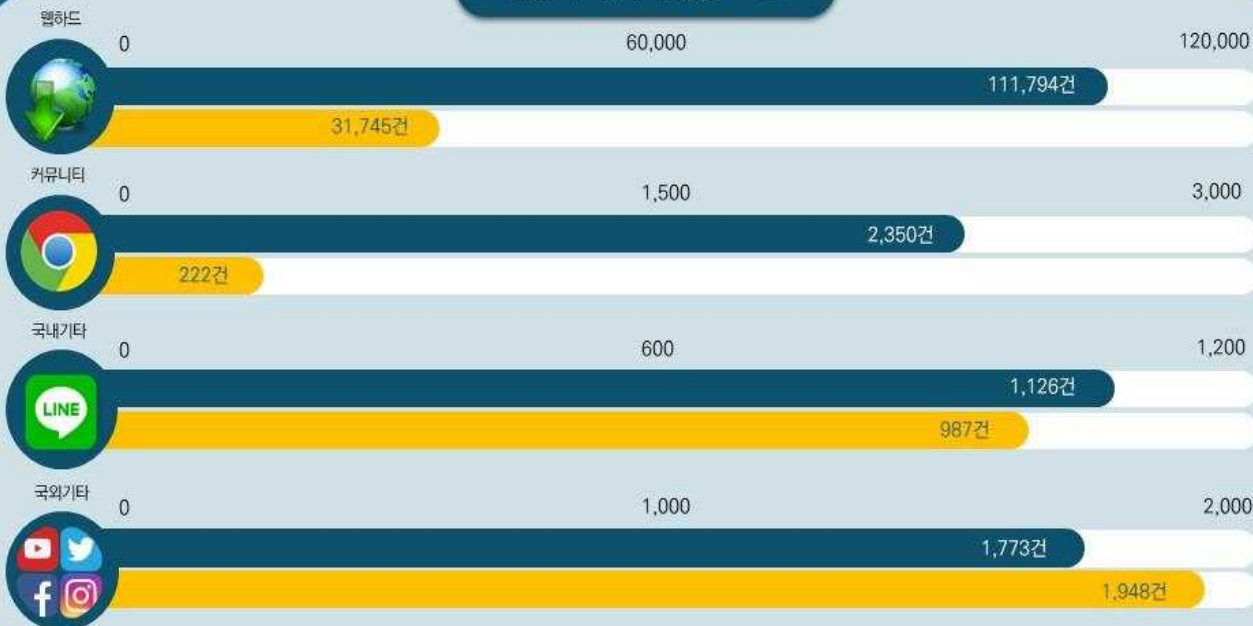 웹하드
0 60,000 120,000
111,794건
31,745건
커뮤니티
0 1,500 3,000
2,350건
222건
국내기타
0 600 1,200
1,126건
LINE
987건
국외기타
0 1,000 2,000
1,773건
1,948건